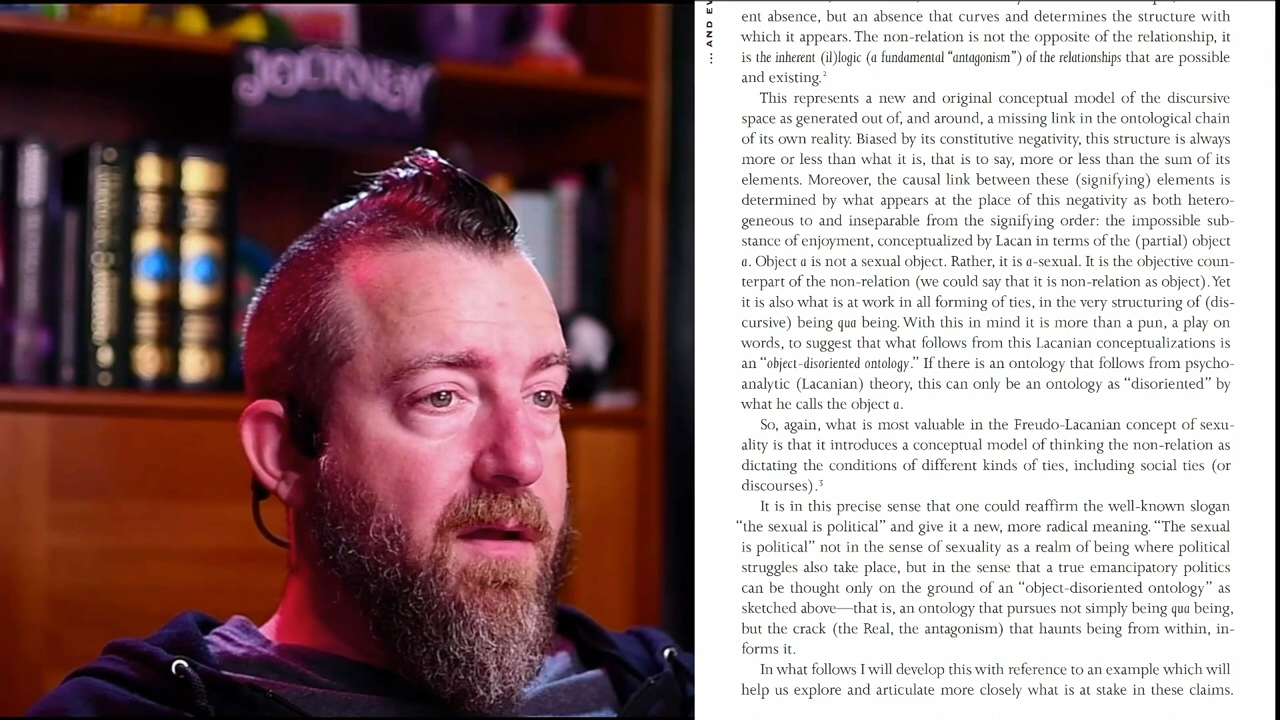 JOURNEY
... AND EV
ent absence, but an absence that curves and determines the structure with
which it appears. The non-relation is not the opposite of the relationship, it
is the inherent (il)logic (a fundamental “antagonism”) of the relationships that are possible
and existing.²
This represents a new and original conceptual model of the discursive
space as generated out of, and around, a missing link in the ontological chain
of its own reality. Biased by its constitutive negativity, this structure is always
more or less than what it is, that is to say, more or less than the sum of its
elements. Moreover, the causal link between these (signifying) elements is
determined by what appears at the place of this negativity as both hetero-
geneous to and inseparable from the signifying order: the impossible sub-
stance of enjoyment, conceptualized by Lacan in terms of the (partial) object
a. Object a is not a sexual object. Rather, it is a-sexual. It is the objective coun-
terpart of the non-relation (we could say that it is non-relation as object). Yet
it is also what is at work in all forming of ties, in the very structuring of (dis-
cursive) being qua being. With this in mind it is more than a pun, a play on
words, to suggest that what follows from this Lacanian conceptualizations is
an “object-disoriented ontology.” If there is an ontology that follows from psycho-
analytic (Lacanian) theory, this can only be an ontology as “disoriented” by
what he calls the object a.
So, again, what is most valuable in the Freudo-Lacanian concept of sexu-
ality is that it introduces a conceptual model of thinking the non-relation as
dictating the conditions of different kinds of ties, including social ties (or
discourses).³
It is in this precise sense that one could reaffirm the well-known slogan
“the sexual is political” and give it a new, more radical meaning. “The sexual
is political” not in the sense of sexuality as a realm of being where political
struggles also take place, but in the sense that a true emancipatory politics
can be thought only on the ground of an “object-disoriented ontology” as
sketched above—that is, an ontology that pursues not simply being qua being,
but the crack (the Real, the antagonism) that haunts being from within, in-
forms it.
In what follows I will develop this with reference to an example which will
help us explore and articulate more closely what is at stake in these claims.